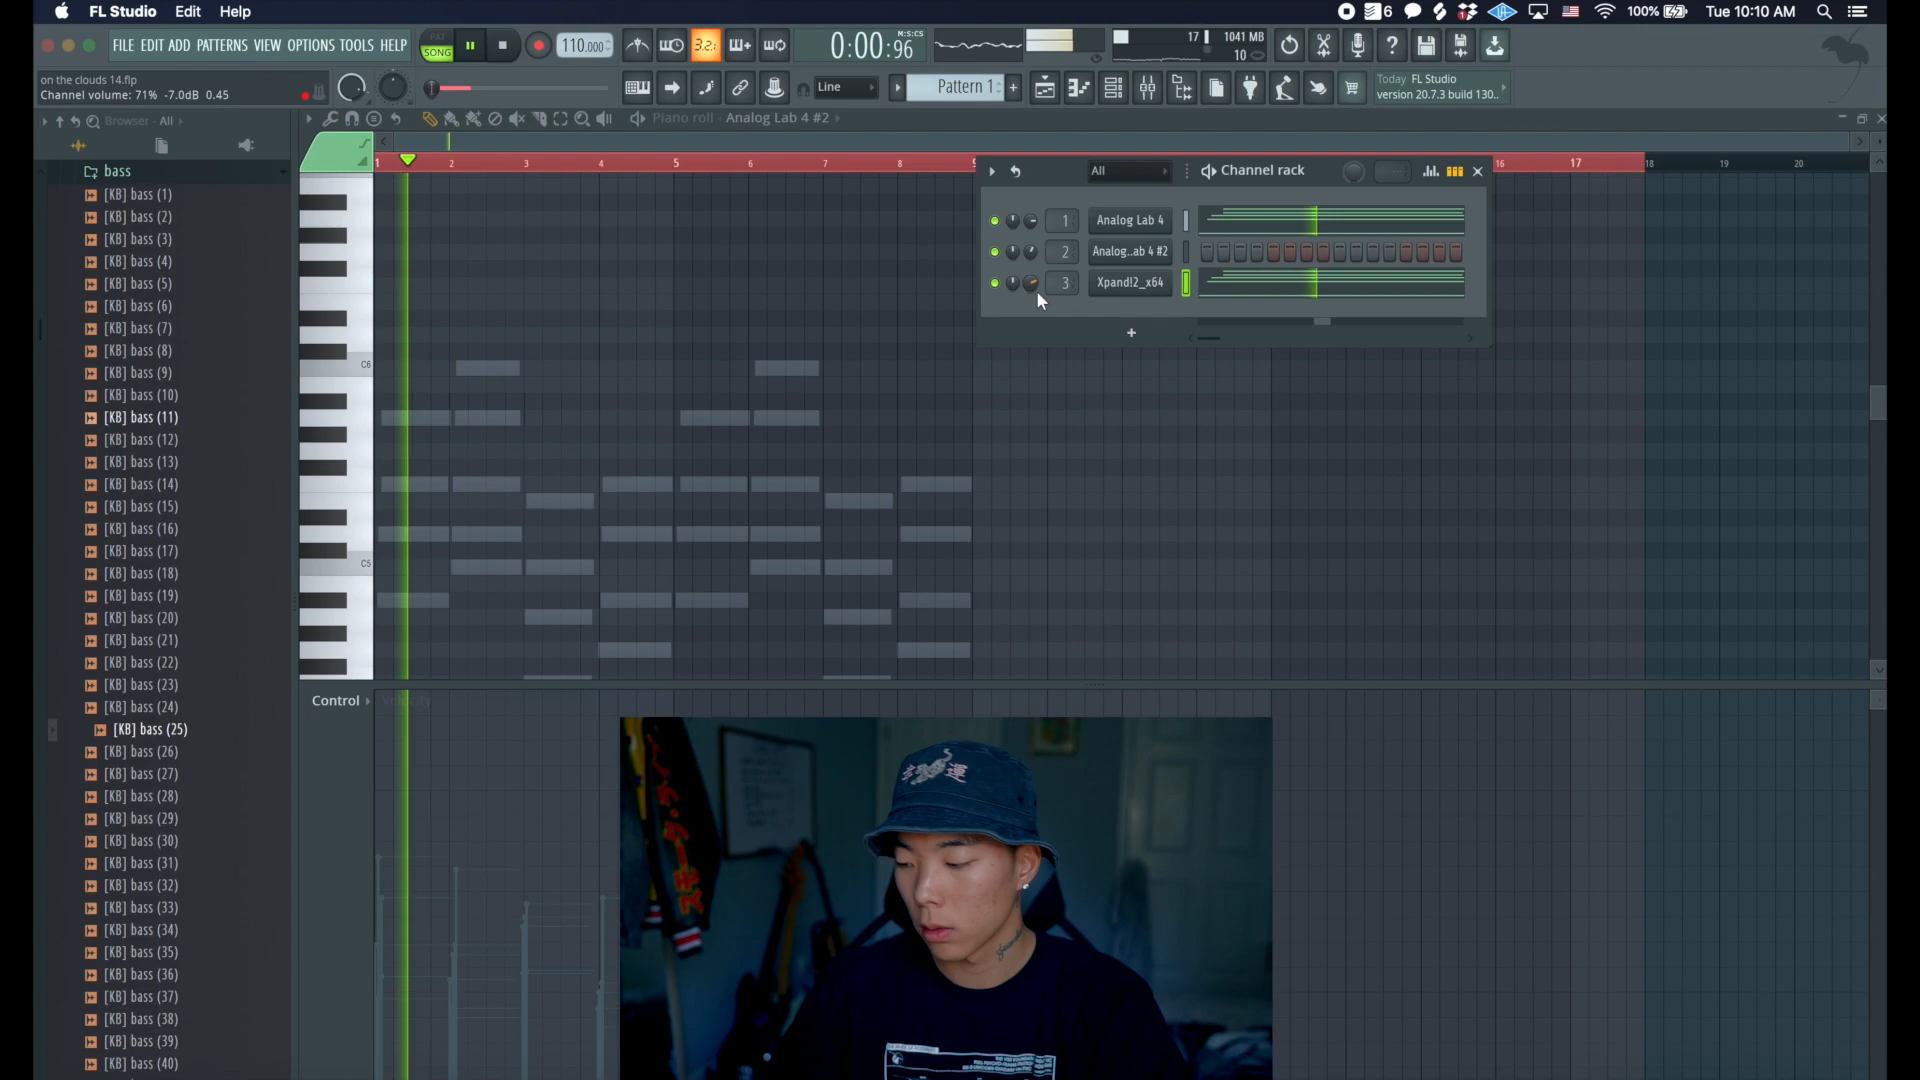 FL Studio Edit Help
6 100% Tue 10:10 AM
FILE EDIT ADD PATTERNS VIEW OPTIONS TOOLS HELP
PAT
SONG
110.000
3.2.
M:S:CS
0:00:96
17 1041 MB
10
on the clouds 14.flp
Channel volume: 71% -7.0dB 0.45
Line
Pattern 1
Today FL Studio
version 20.7.3 build 130..
Browser - All
Piano roll - Analog Lab 4 #2
1 2 3 4 5 6 7 8 9 16 17 18 19 20
All
Channel rack
1 Analog Lab 4
2 Analog..ab 4 #2
3 Xpand!2_x64
bass
[KB] bass (1)
[KB] bass (2)
[KB] bass (3)
[KB] bass (4)
[KB] bass (5)
[KB] bass (6)
[KB] bass (7)
[KB] bass (8)
[KB] bass (9)
[KB] bass (10)
[KB] bass (11)
[KB] bass (12)
[KB] bass (13)
[KB] bass (14)
[KB] bass (15)
[KB] bass (16)
[KB] bass (17)
[KB] bass (18)
[KB] bass (19)
[KB] bass (20)
[KB] bass (21)
[KB] bass (22)
[KB] bass (23)
[KB] bass (24)
[KB] bass (25)
[KB] bass (26)
[KB] bass (27)
[KB] bass (28)
[KB] bass (29)
[KB] bass (30)
[KB] bass (31)
[KB] bass (32)
[KB] bass (33)
[KB] bass (34)
[KB] bass (35)
[KB] bass (36)
[KB] bass (37)
[KB] bass (38)
[KB] bass (39)
[KB] bass (40)
C6
C5
Control Velocity
運
スモーク